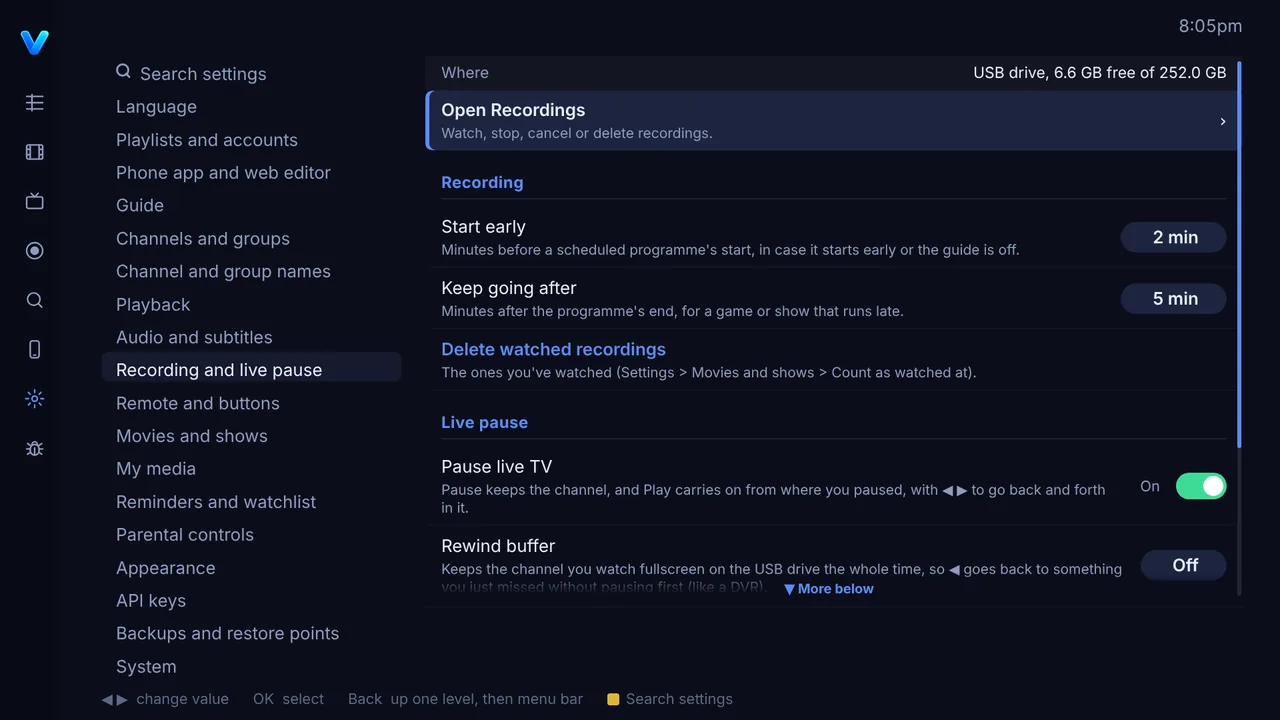 8:05pm
Search settings
Language
Playlists and accounts
Phone app and web editor
Guide
Channels and groups
Channel and group names
Playback
Audio and subtitles
Recording and live pause
Remote and buttons
Movies and shows
My media
Reminders and watchlist
Parental controls
Appearance
API keys
Backups and restore points
System
Where USB drive, 6.6 GB free of 252.0 GB
Open Recordings
Watch, stop, cancel or delete recordings. ›
Recording
Start early
Minutes before a scheduled programme's start, in case it starts early or the guide is off.
2 min
Keep going after
Minutes after the programme's end, for a game or show that runs late.
5 min
Delete watched recordings
The ones you've watched (Settings > Movies and shows > Count as watched at).
Live pause
Pause live TV
Pause keeps the channel, and Play carries on from where you paused, with ◀ ▶ to go back and forth
in it.
On
Rewind buffer
Keeps the channel you watch fullscreen on the USB drive the whole time, so ◀ goes back to something
you just missed without pausing first (like a DVR).
Off
▼ More below
◀ ▶ change value OK select Back up one level, then menu bar Search settings